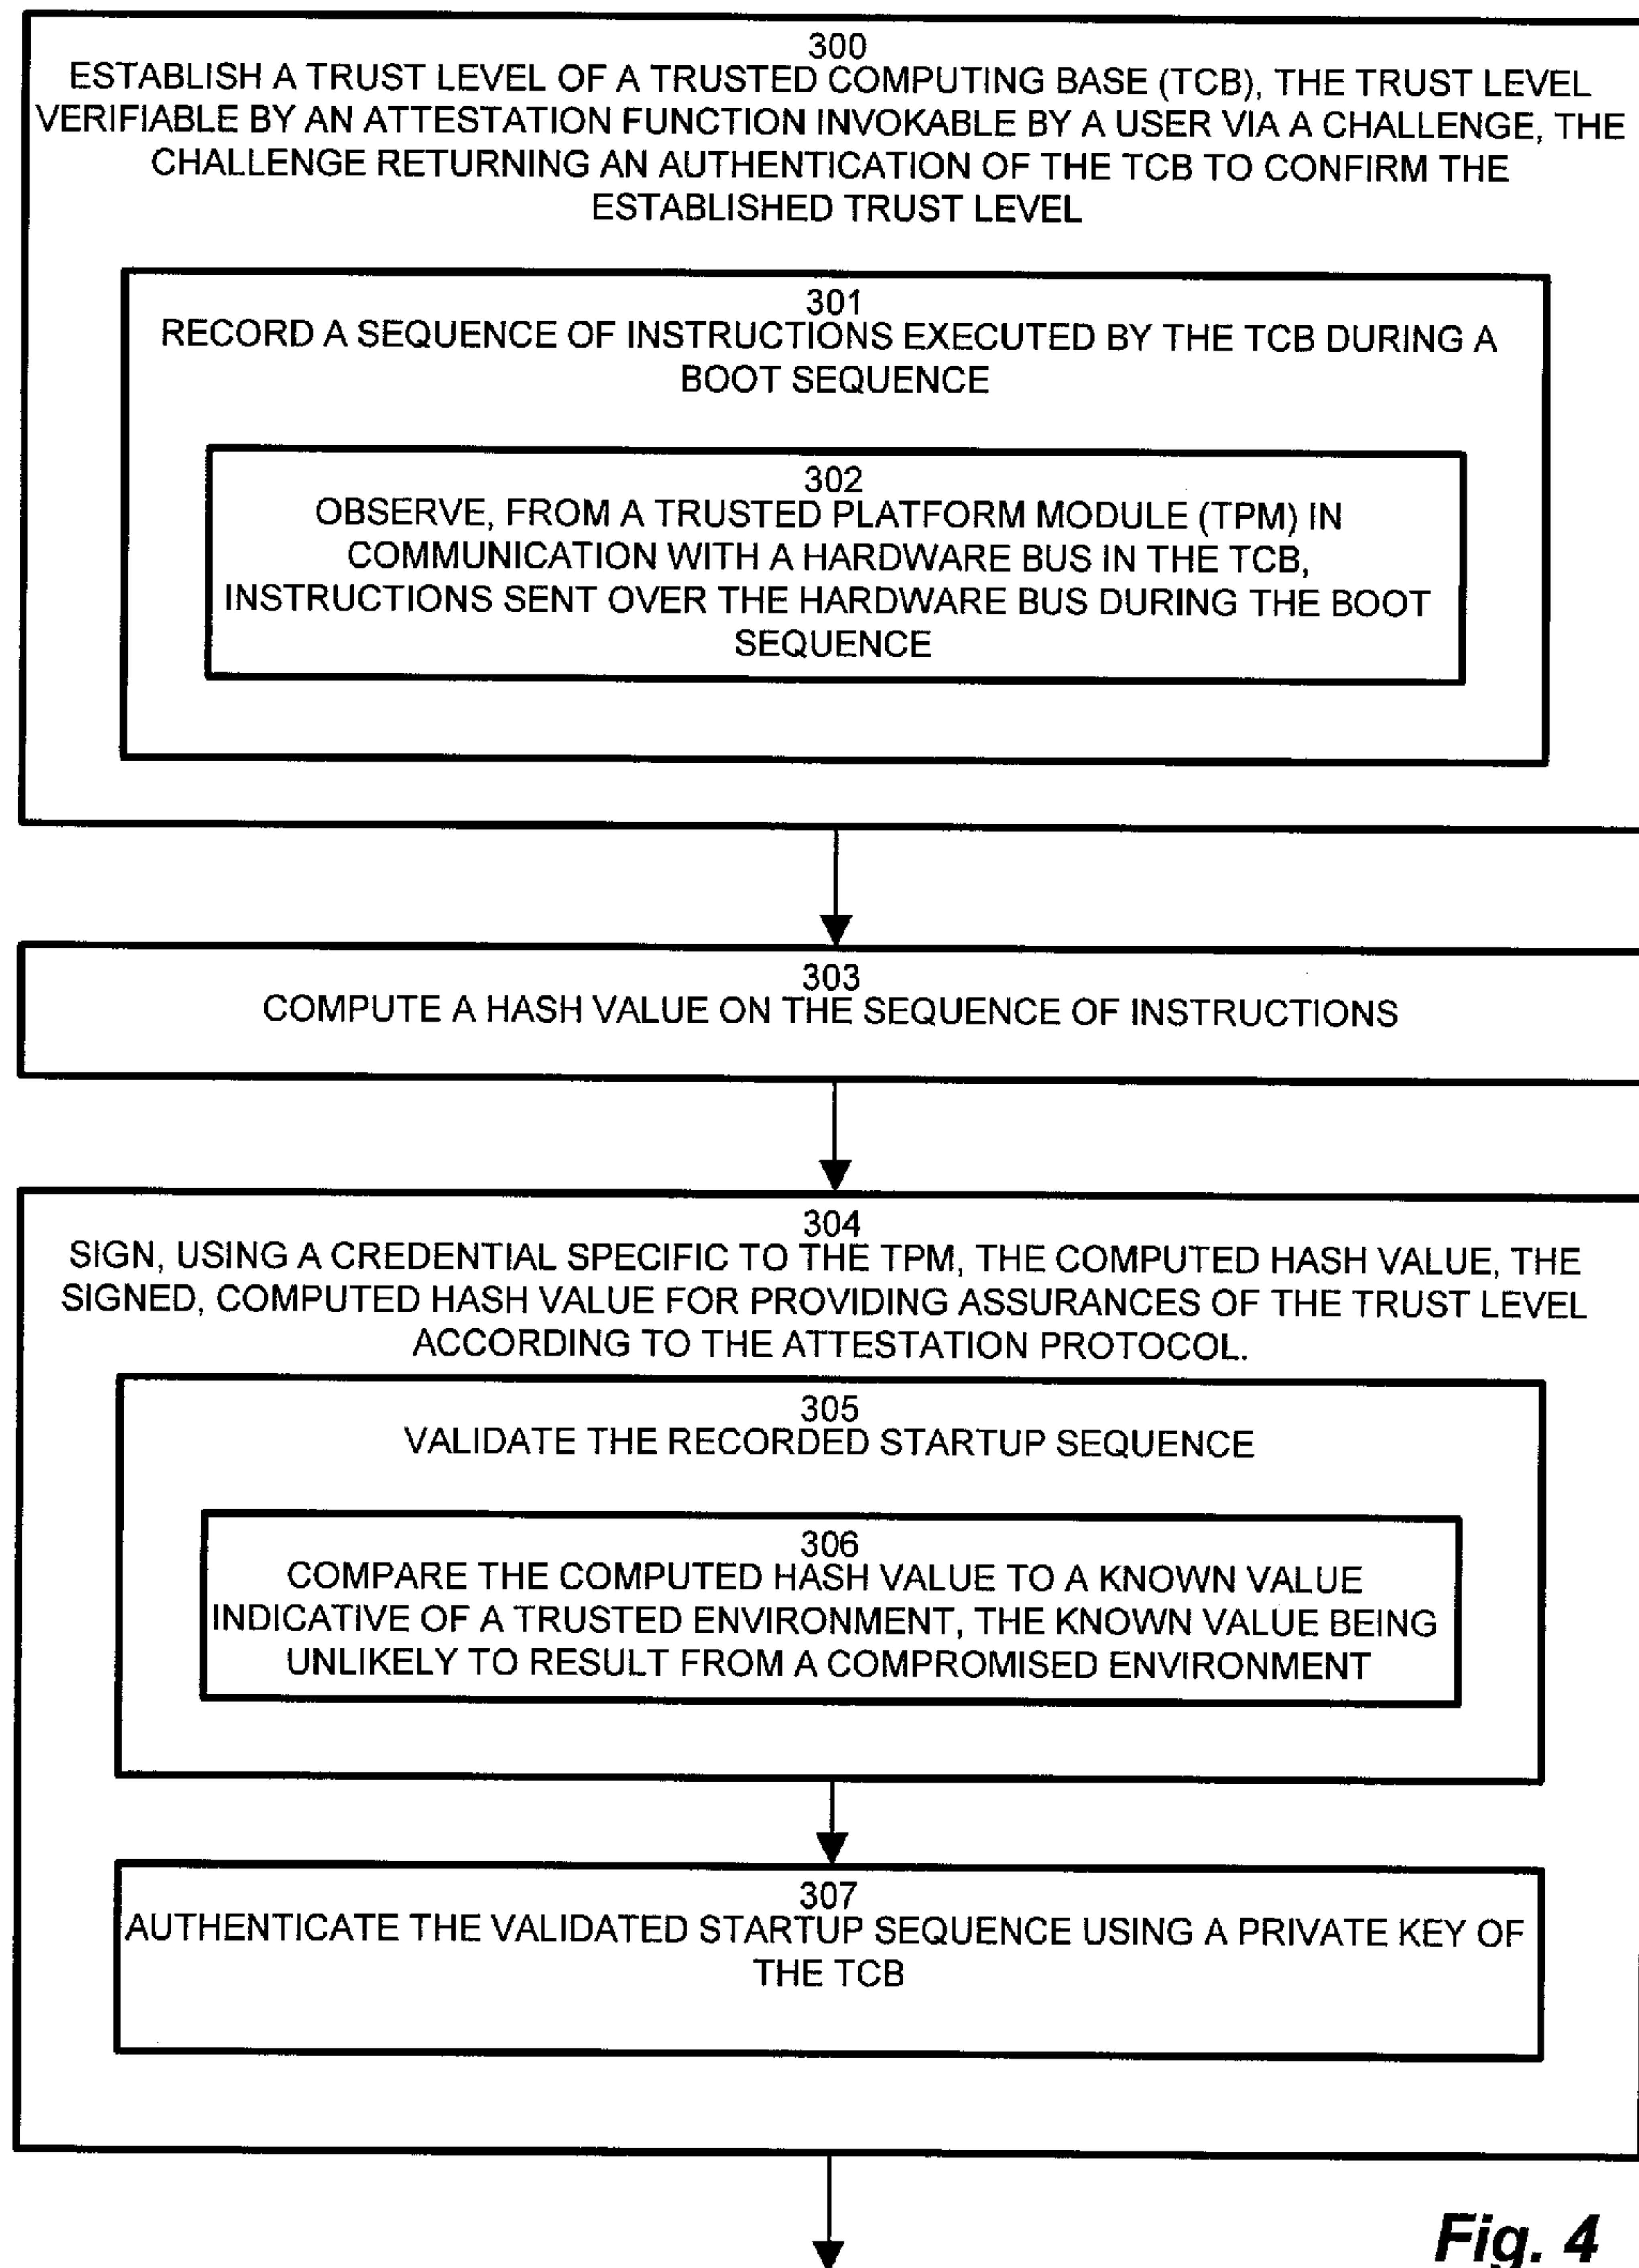 300
ESTABLISH A TRUST LEVEL OF A TRUSTED COMPUTING BASE (TCB), THE TRUST LEVEL
VERIFIABLE BY AN ATTESTATION FUNCTION INVOKABLE BY A USER VIA A CHALLENGE, THE
CHALLENGE RETURNING AN AUTHENTICATION OF THE TCB TO CONFIRM THE
ESTABLISHED TRUST LEVEL
301
RECORD A SEQUENCE OF INSTRUCTIONS EXECUTED BY THE TCB DURING A
BOOT SEQUENCE
302
OBSERVE, FROM A TRUSTED PLATFORM MODULE (TPM) IN
COMMUNICATION WITH A HARDWARE BUS IN THE TCB,
INSTRUCTIONS SENT OVER THE HARDWARE BUS DURING THE BOOT
SEQUENCE
303
COMPUTE A HASH VALUE ON THE SEQUENCE OF INSTRUCTIONS
304
SIGN, USING A CREDENTIAL SPECIFIC TO THE TPM, THE COMPUTED HASH VALUE, THE
SIGNED, COMPUTED HASH VALUE FOR PROVIDING ASSURANCES OF THE TRUST LEVEL
ACCORDING TO THE ATTESTATION PROTOCOL.
305
VALIDATE THE RECORDED STARTUP SEQUENCE
306
COMPARE THE COMPUTED HASH VALUE TO A KNOWN VALUE
INDICATIVE OF A TRUSTED ENVIRONMENT, THE KNOWN VALUE BEING
UNLIKELY TO RESULT FROM A COMPROMISED ENVIRONMENT
307
AUTHENTICATE THE VALIDATED STARTUP SEQUENCE USING A PRIVATE KEY OF
THE TCB
Fig. 4